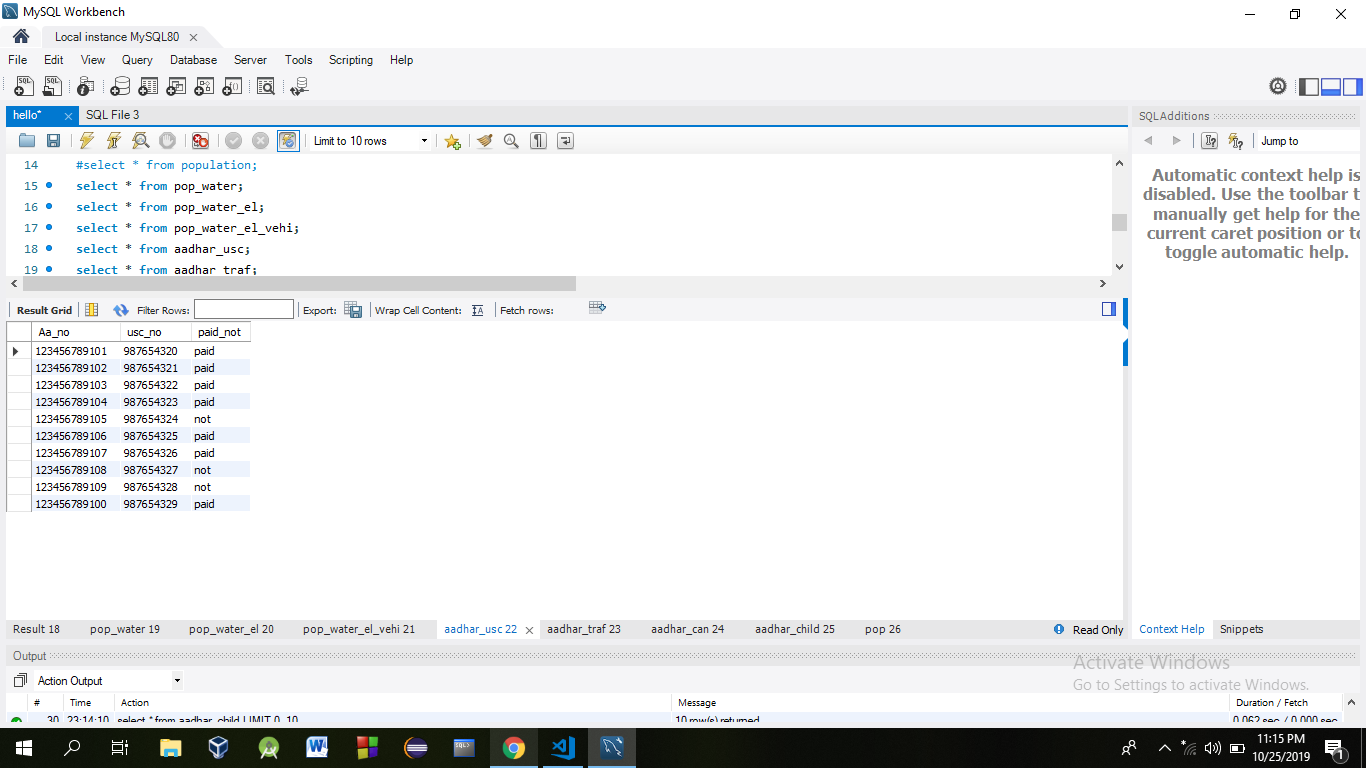 MySQL Workbench
Local instance MySQL80
File Edit View Query Database Server Tools Scripting Help
hello* SQL File 3
SQLAdditions
Limit to 10 rows
Jump to
14 #select * from population;
15 select * from pop_water;
16 select * from pop_water_el;
17 select * from pop_water_el_vehi;
18 select * from aadhar_usc;
19 select * from aadhar_traf;
Automatic context help is
disabled. Use the toolbar t
manually get help for the
current caret position or to
toggle automatic help.
Result Grid Filter Rows: Export: Wrap Cell Content: Fetch rows:
Aa_no usc_no paid_not
123456789101 987654320 paid
123456789102 987654321 paid
123456789103 987654322 paid
123456789104 987654323 paid
123456789105 987654324 not
123456789106 987654325 paid
123456789107 987654326 paid
123456789108 987654327 not
123456789109 987654328 not
123456789100 987654329 paid
Result 18 pop_water 19 pop_water_el 20 pop_water_el_vehi 21 aadhar_usc 22 aadhar_traf 23 aadhar_can 24 aadhar_child 25 pop 26 Read Only Context Help Snippets
Output
Activate Windows
Go to Settings to activate Windows.
Action Output
# Time Action Message Duration / Fetch
30 23:14:10 select * from aadhar_child LIMIT 0, 10 10 row(s) returned 0.062 sec / 0.000 sec
11:15 PM
10/25/2019
1